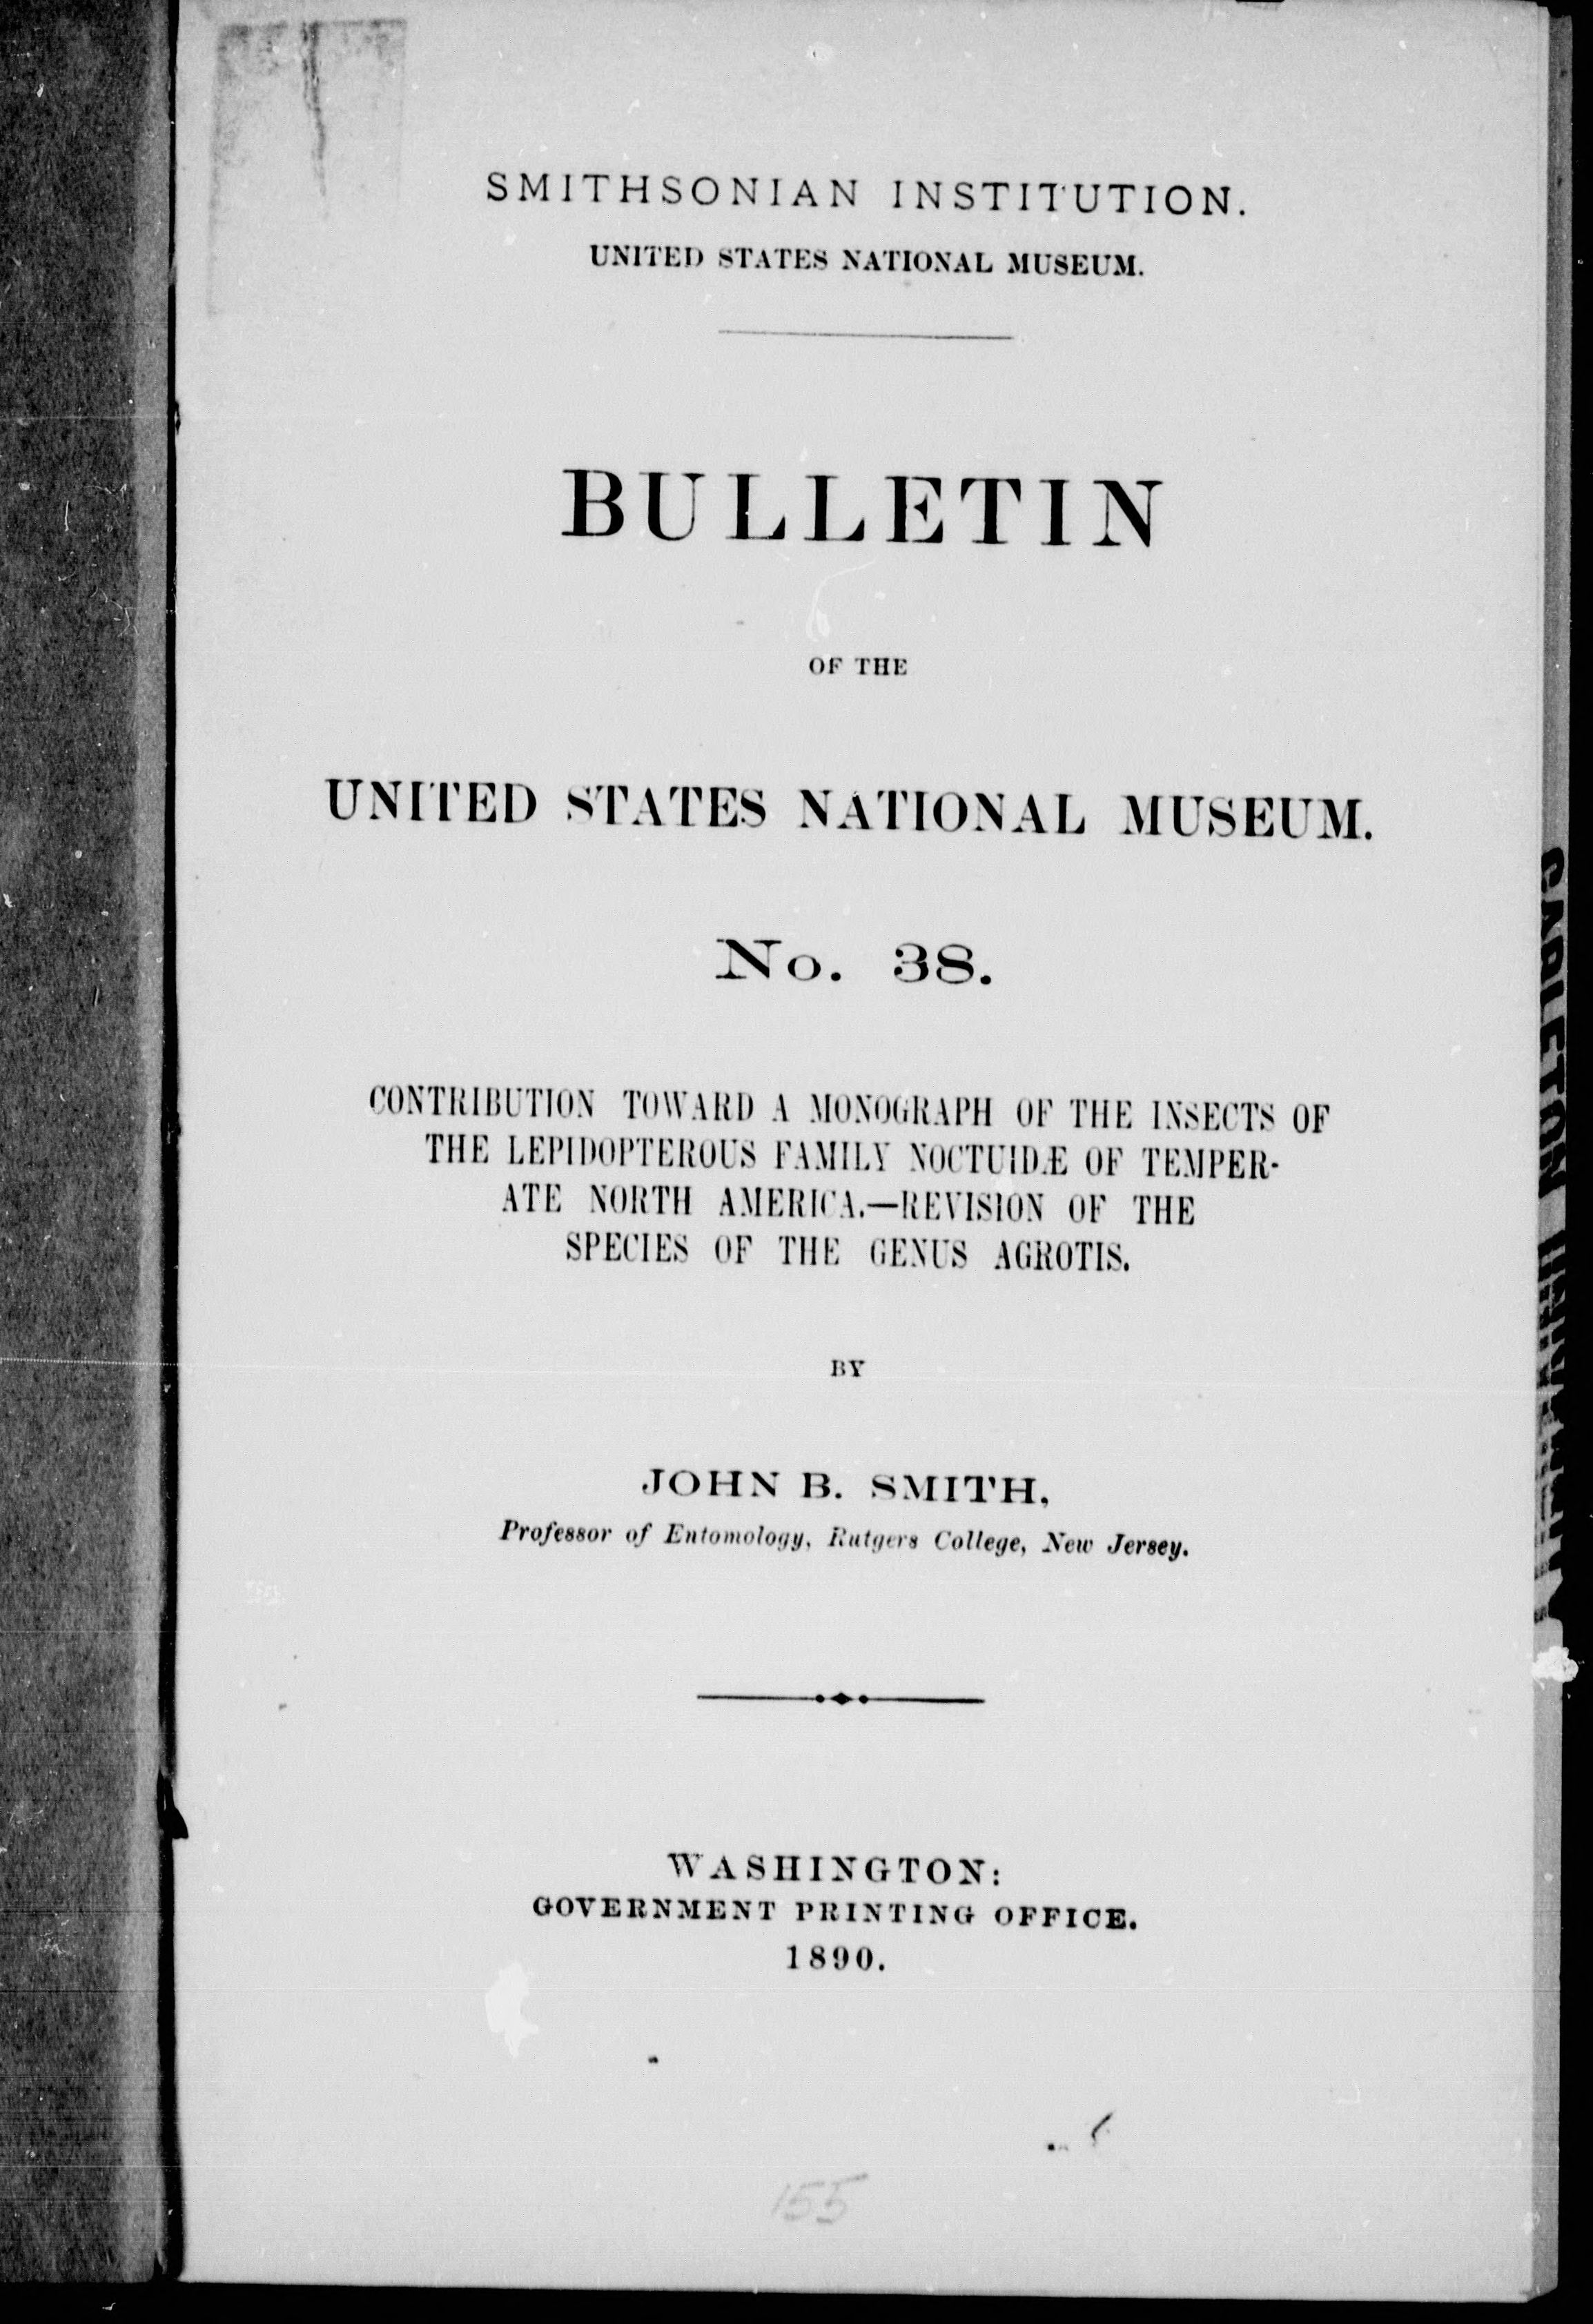 SMITHSONIAN INSTITUTION.
UNITED STATES NATIONAL MUSEUM.
BULLETIN
OF THE
UNITED STATES NATIONAL MUSEUM.
No. 38.
CONTRIBUTION TOWARD A MONOGRAPH OF THE INSECTS OF
THE LEPIDOPTEROUS FAMILY NOCTUIDÆ OF TEMPER-
ATE NORTH AMERICA.—REVISION OF THE
SPECIES OF THE GENUS AGROTIS.
BY
JOHN B. SMITH,
Professor of Entomology, Rutgers College, New Jersey.
WASHINGTON:
GOVERNMENT PRINTING OFFICE.
1890.
155